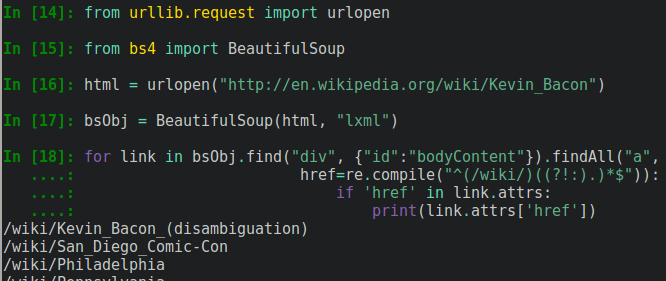 In [14]: from urllib.request import urlopen
In [15]: from bs4 import BeautifulSoup
In [16]: html = urlopen("http://en.wikipedia.org/wiki/Kevin_Bacon")
In [17]: bsObj = BeautifulSoup(html, "lxml")
In [18]: for link in bsObj.find("div", {"id":"bodyContent"}).findAll("a",
....: href=re.compile("^(/wiki/)((?!:).)*$")):
....: if 'href' in link.attrs:
....: print(link.attrs['href'])
/wiki/Kevin_Bacon_(disambiguation)
/wiki/San_Diego_Comic-Con
/wiki/Philadelphia
/wiki/Pennsylvania